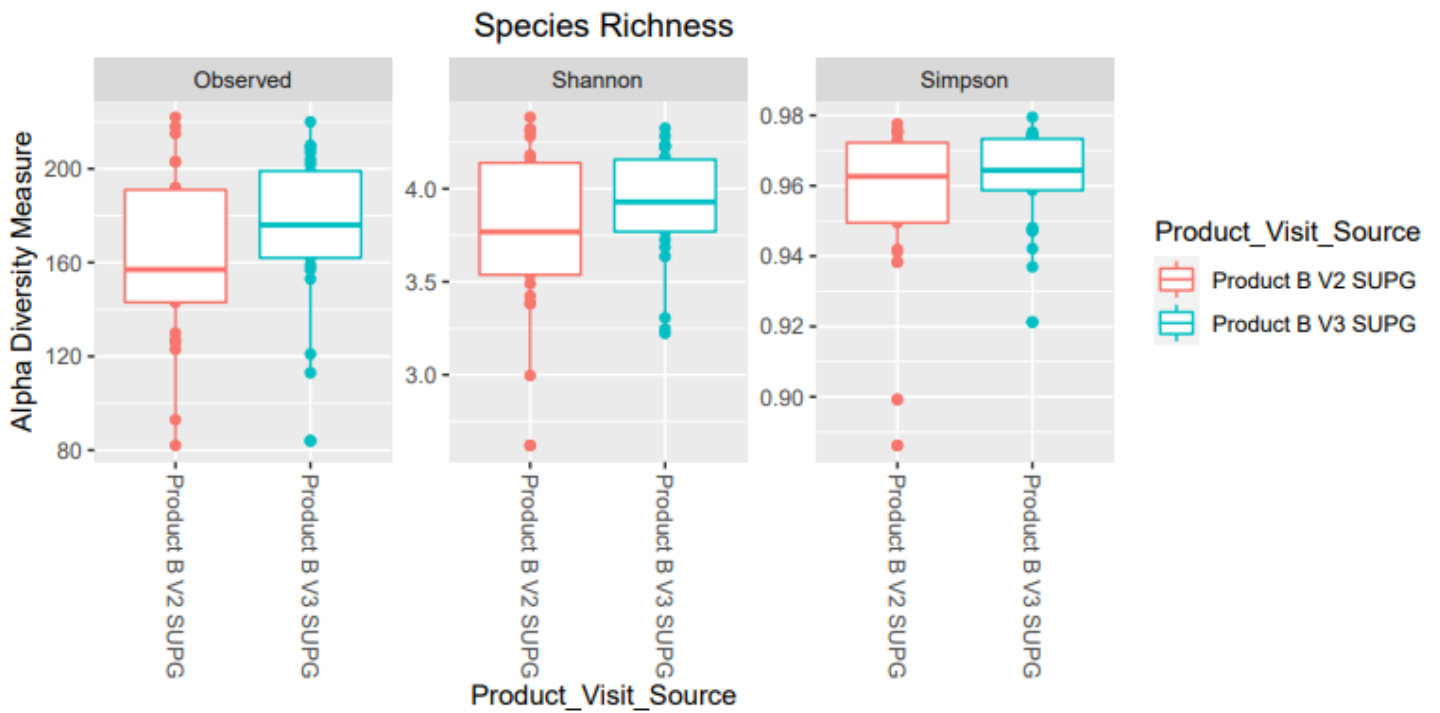 Species Richness
Observed
Shannon
Simpson
Alpha Diversity Measure
200
160
120
80
4.0
3.5
3.0
0.98
0.96
0.94
0.92
0.90
Product B V2 SUPG
Product B V3 SUPG
Product B V2 SUPG
Product B V3 SUPG
Product B V2 SUPG
Product B V3 SUPG
Product_Visit_Source
Product_Visit_Source
Product B V2 SUPG
Product B V3 SUPG